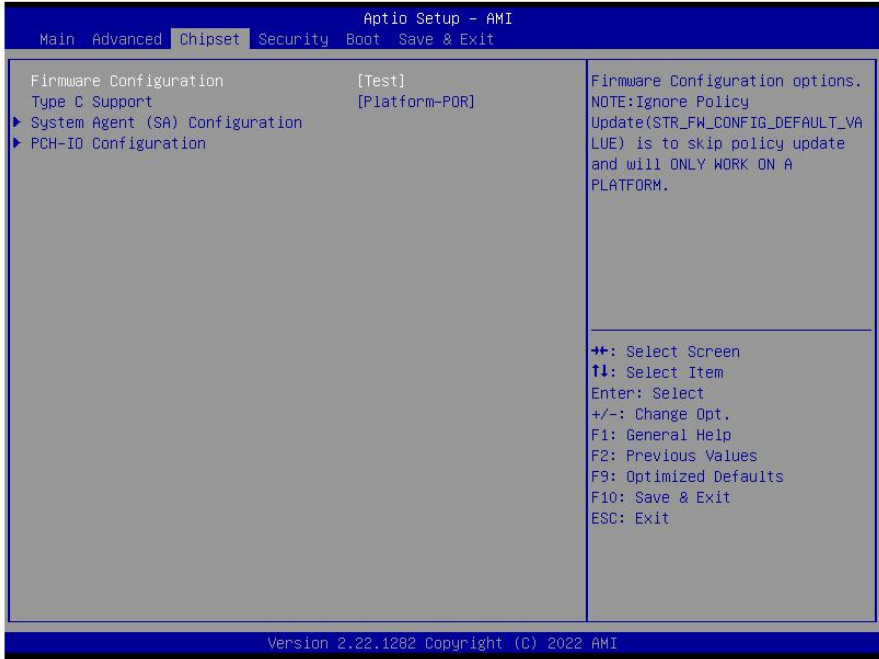 Aptio Setup - AMI
Main Advanced Chipset Security Boot Save & Exit
Firmware Configuration [Test]
Type C Support [Platform-POR]
System Agent (SA) Configuration
PCH-IO Configuration
Firmware Configuration options.
NOTE:Ignore Policy
Update(STR_FW_CONFIG_DEFAULT_VA
LUE) is to skip policy update
and will ONLY WORK ON A
PLATFORM.
→←: Select Screen
↑↓: Select Item
Enter: Select
+/-: Change Opt.
F1: General Help
F2: Previous Values
F9: Optimized Defaults
F10: Save & Exit
ESC: Exit
Version 2.22.1282 Copyright (C) 2022 AMI